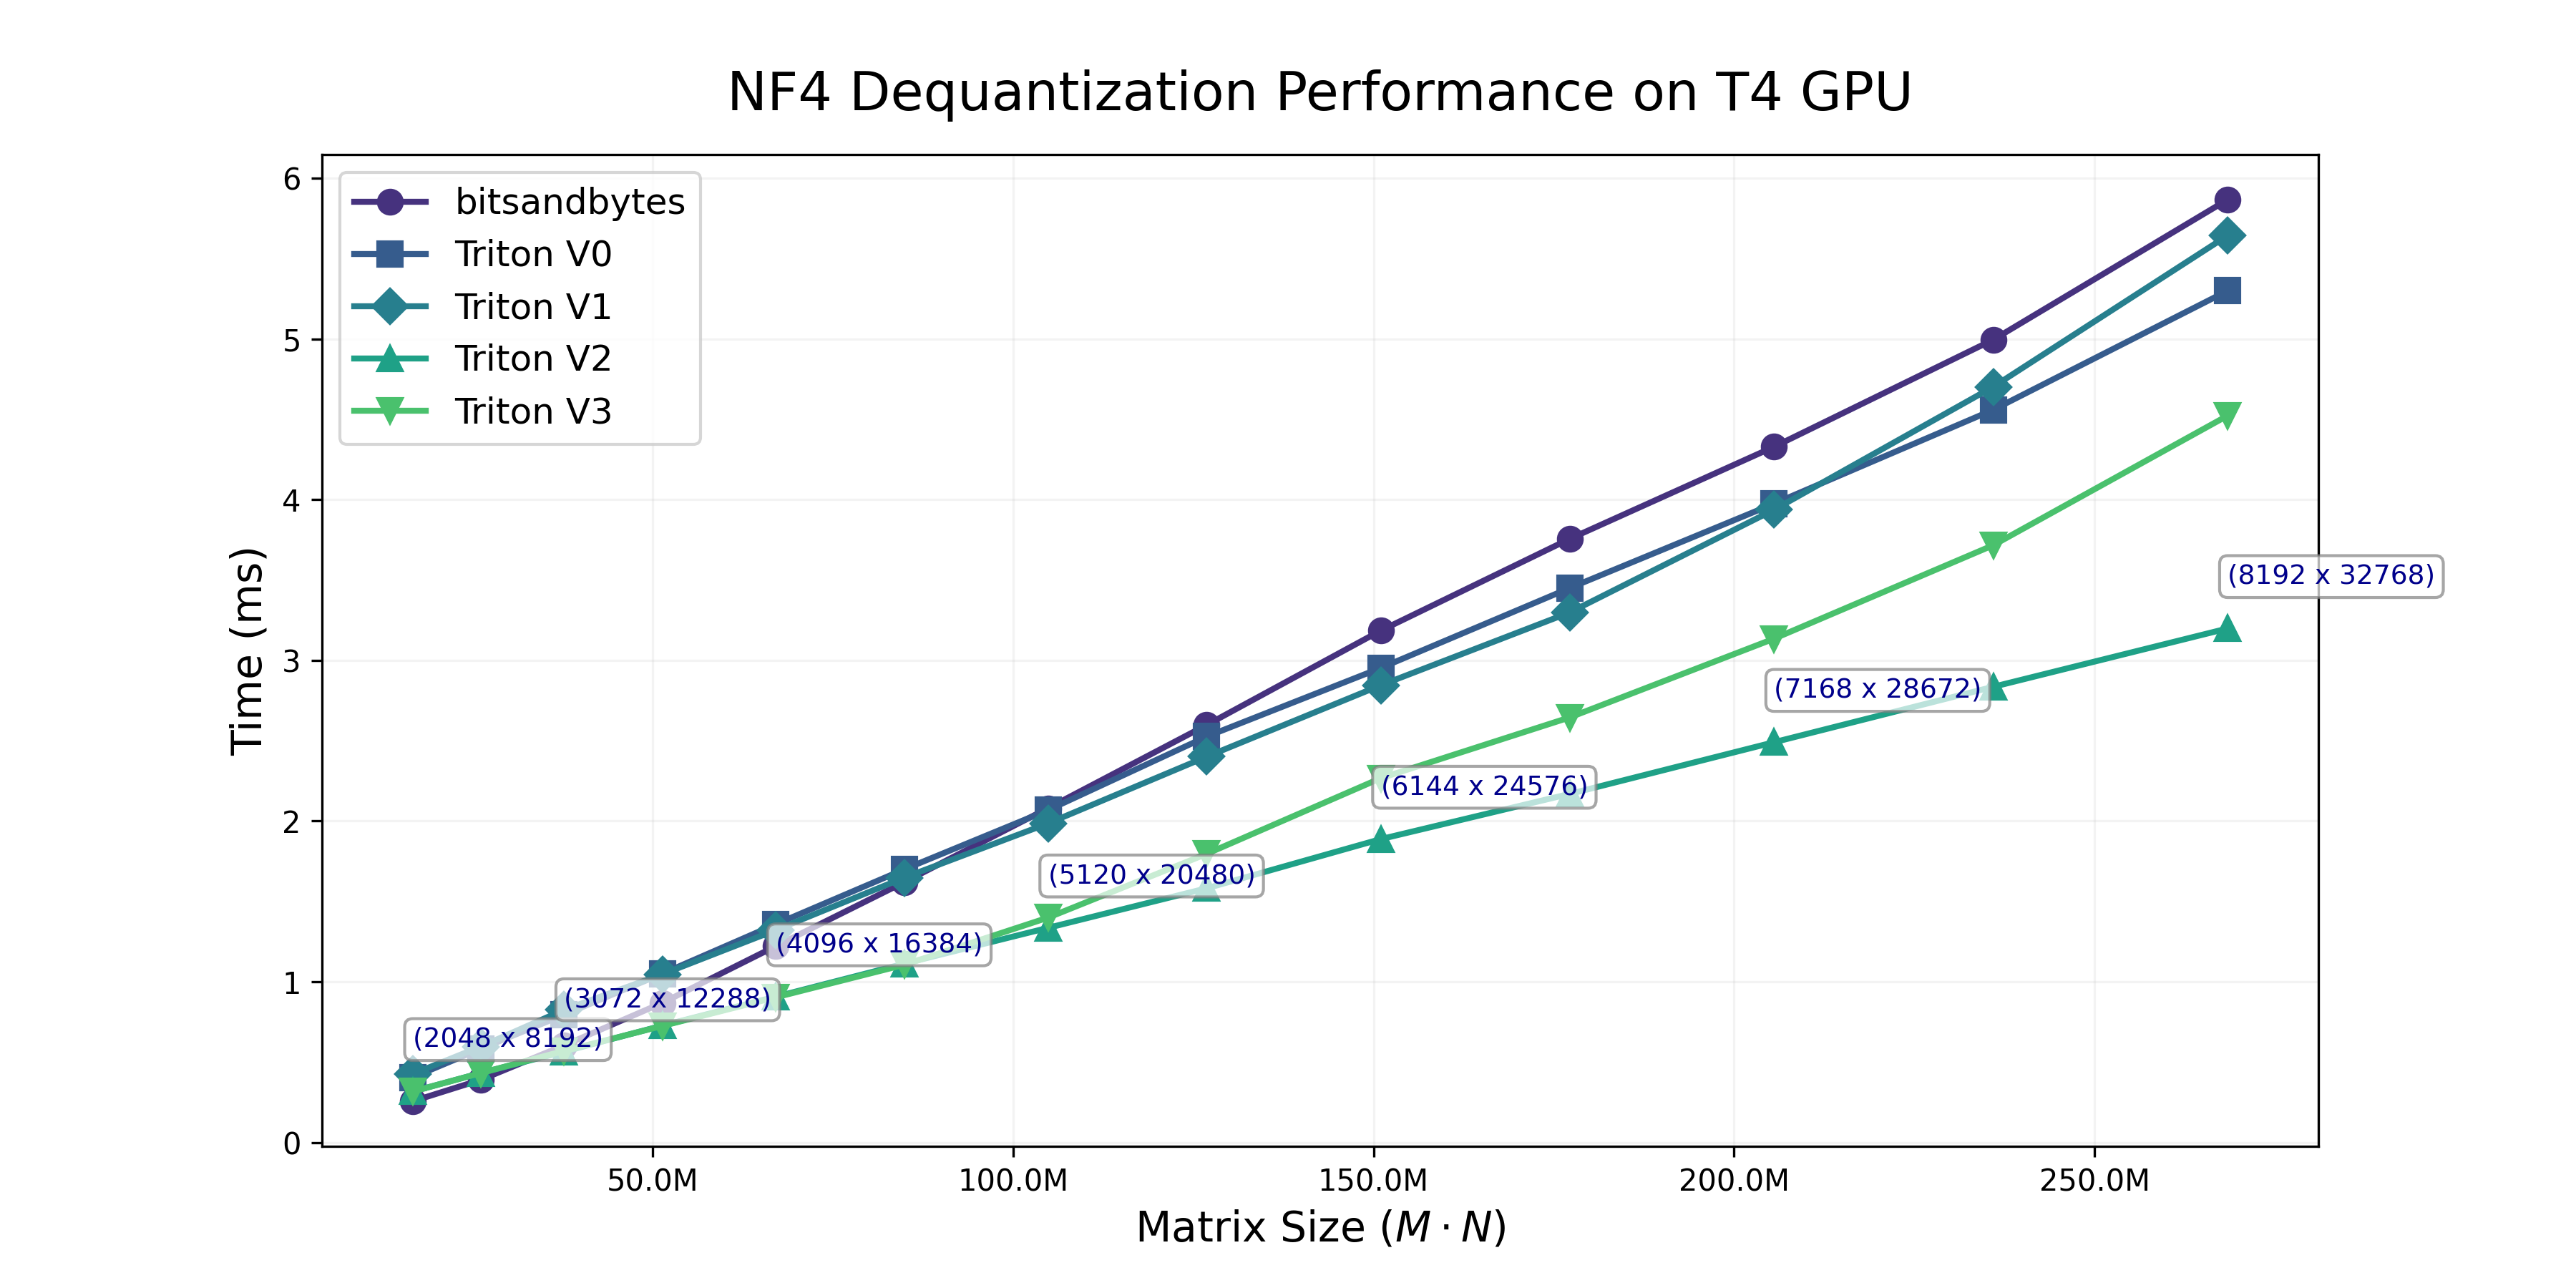 NF4 Dequantization Performance on T4 GPU
bitsandbytes
Triton V0
Triton V1
Triton V2
Triton V3
6
5
4
3
2
1
0
Time (ms)
(2048 x 8192)
(3072 x 12288)
(4096 x 16384)
(5120 x 20480)
(6144 x 24576)
(7168 x 28672)
(8192 x 32768)
50.0M
100.0M
150.0M
200.0M
250.0M
Matrix Size (M · N)